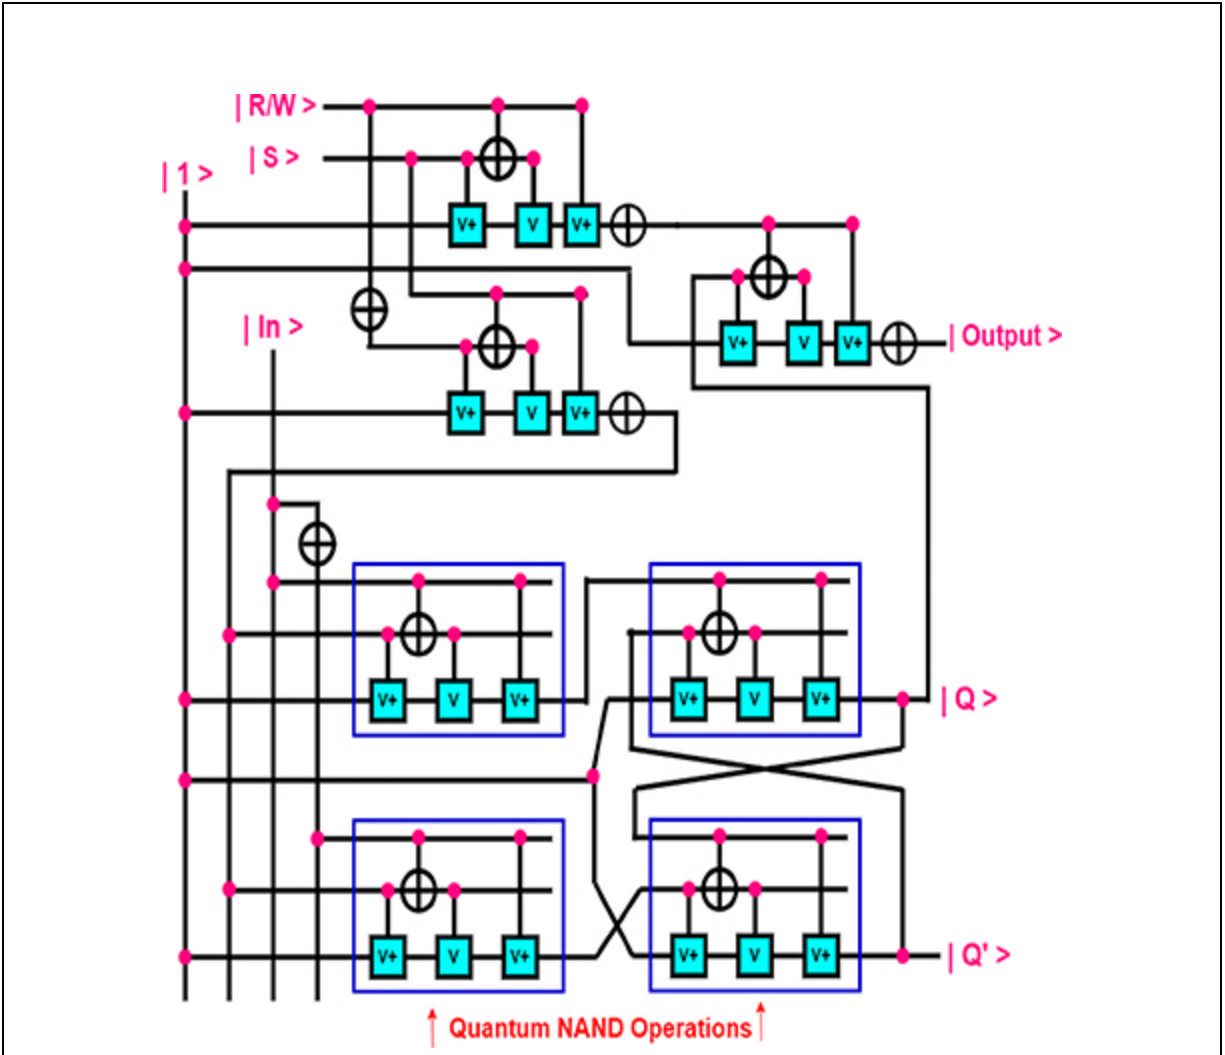 | R/W >
| S >
| 1 >
V+ V V+
| In >
V+ V V+ | Output >
V+ V V+
V+ V V+ V+ V V+ | Q >
V+ V V+ V+ V V+ | Q' >
Quantum NAND Operations